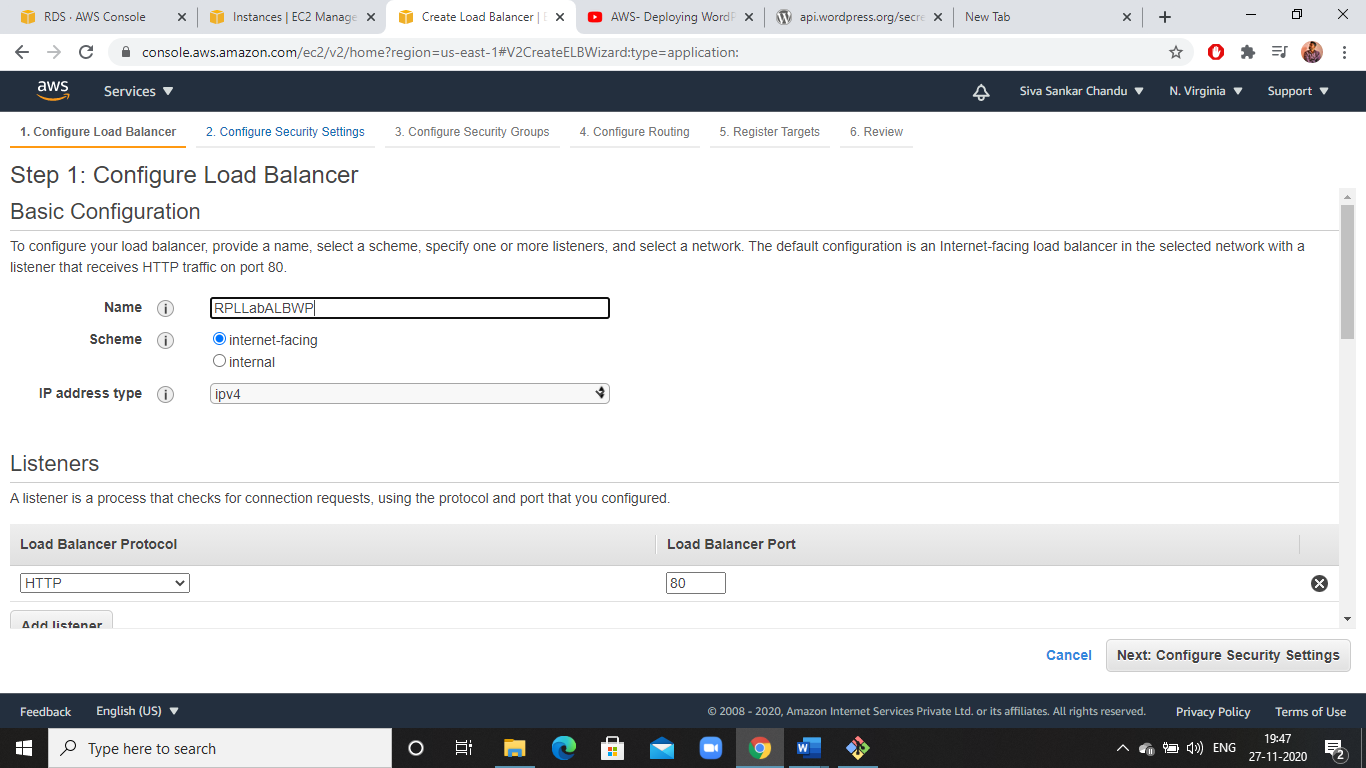 RDS · AWS Console
Instances | EC2 Manage
Create Load Balancer |
AWS- Deploying WordP
api.wordpress.org/secre
New Tab
console.aws.amazon.com/ec2/v2/home?region=us-east-1#V2CreateELBWizard:type=application:
aws
Services
Siva Sankar Chandu
N. Virginia
Support
1. Configure Load Balancer
2. Configure Security Settings
3. Configure Security Groups
4. Configure Routing
5. Register Targets
6. Review
Step 1: Configure Load Balancer
Basic Configuration
To configure your load balancer, provide a name, select a scheme, specify one or more listeners, and select a network. The default configuration is an Internet-facing load balancer in the selected network with a
listener that receives HTTP traffic on port 80.
Name i RPLLabALBWP
Scheme i internet-facing
internal
IP address type i ipv4
Listeners
A listener is a process that checks for connection requests, using the protocol and port that you configured.
Load Balancer Protocol Load Balancer Port
HTTP 80
Add listener
Cancel Next: Configure Security Settings
Feedback English (US) © 2008 - 2020, Amazon Internet Services Private Ltd. or its affiliates. All rights reserved. Privacy Policy Terms of Use
Type here to search
W
ENG
19:47
27-11-2020
2